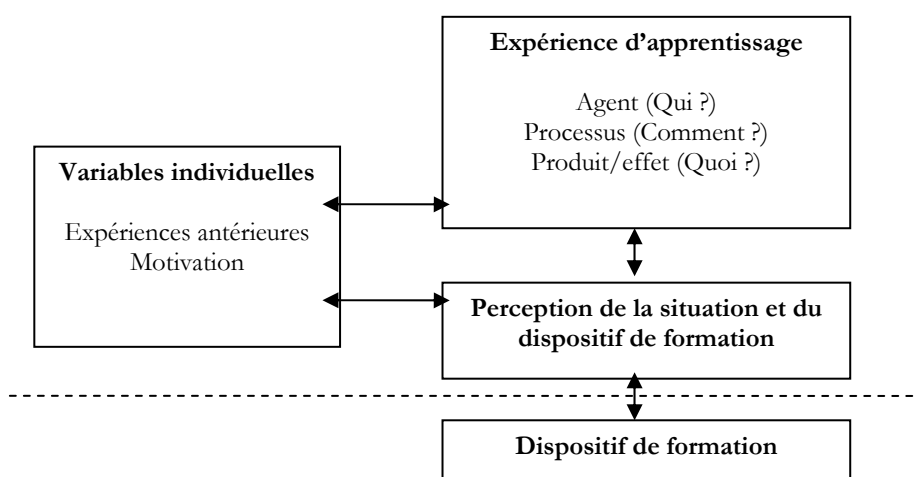 Expérience d’apprentissage
Agent (Qui ?)
Processus (Comment ?)
Produit/effet (Quoi ?)
Variables individuelles
Expériences antérieures
Motivation
Perception de la situation et du
dispositif de formation
Dispositif de formation